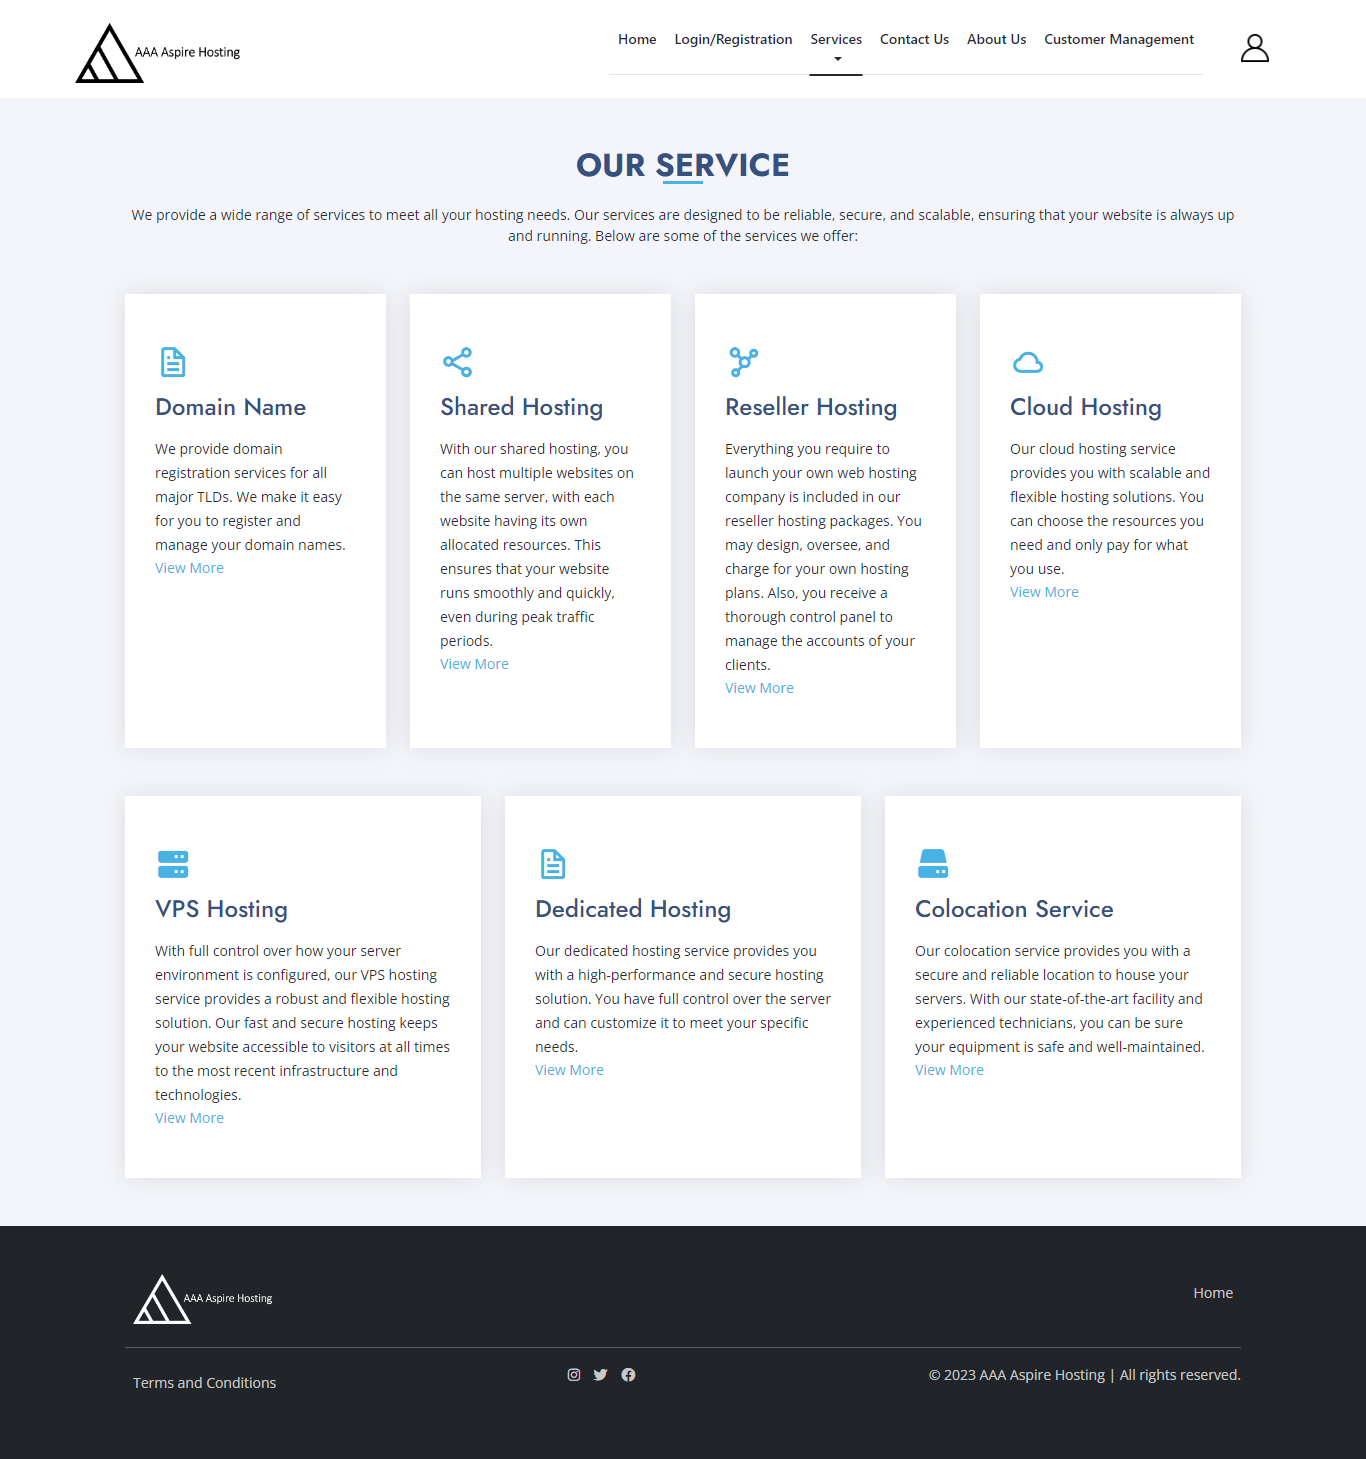 AAA Aspire Hosting
Home Login/Registration Services Contact Us About Us Customer Management
OUR SERVICE
We provide a wide range of services to meet all your hosting needs. Our services are designed to be reliable, secure, and scalable, ensuring that your website is always up
and running. Below are some of the services we offer:
Domain Name
We provide domain
registration services for all
major TLDs. We make it easy
for you to register and
manage your domain names.
View More
Shared Hosting
With our shared hosting, you
can host multiple websites on
the same server, with each
website having its own
allocated resources. This
ensures that your website
runs smoothly and quickly,
even during peak traffic
periods.
View More
Reseller Hosting
Everything you require to
launch your own web hosting
company is included in our
reseller hosting packages. You
may design, oversee, and
charge for your own hosting
plans. Also, you receive a
thorough control panel to
manage the accounts of your
clients.
View More
Cloud Hosting
Our cloud hosting service
provides you with scalable and
flexible hosting solutions. You
can choose the resources you
need and only pay for what
you use.
View More
VPS Hosting
With full control over how your server
environment is configured, our VPS hosting
service provides a robust and flexible hosting
solution. Our fast and secure hosting keeps
your website accessible to visitors at all times
to the most recent infrastructure and
technologies.
View More
Dedicated Hosting
Our dedicated hosting service provides you
with a high-performance and secure hosting
solution. You have full control over the server
and can customize it to meet your specific
needs.
View More
Colocation Service
Our colocation service provides you with a
secure and reliable location to house your
servers. With our state-of-the-art facility and
experienced technicians, you can be sure
your equipment is safe and well-maintained.
View More
AAA Aspire Hosting
Home
Terms and Conditions
© 2023 AAA Aspire Hosting | All rights reserved.